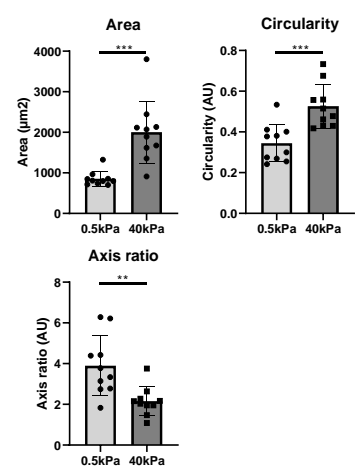 Area
***
Area (µm2)
4000
3000
2000
1000
0
0.5kPa 40kPa
Circularity
***
Circularity (AU)
0.8
0.6
0.4
0.2
0.0
0.5kPa 40kPa
Axis ratio
**
Axis ratio (AU)
8
6
4
2
0
0.5kPa 40kPa